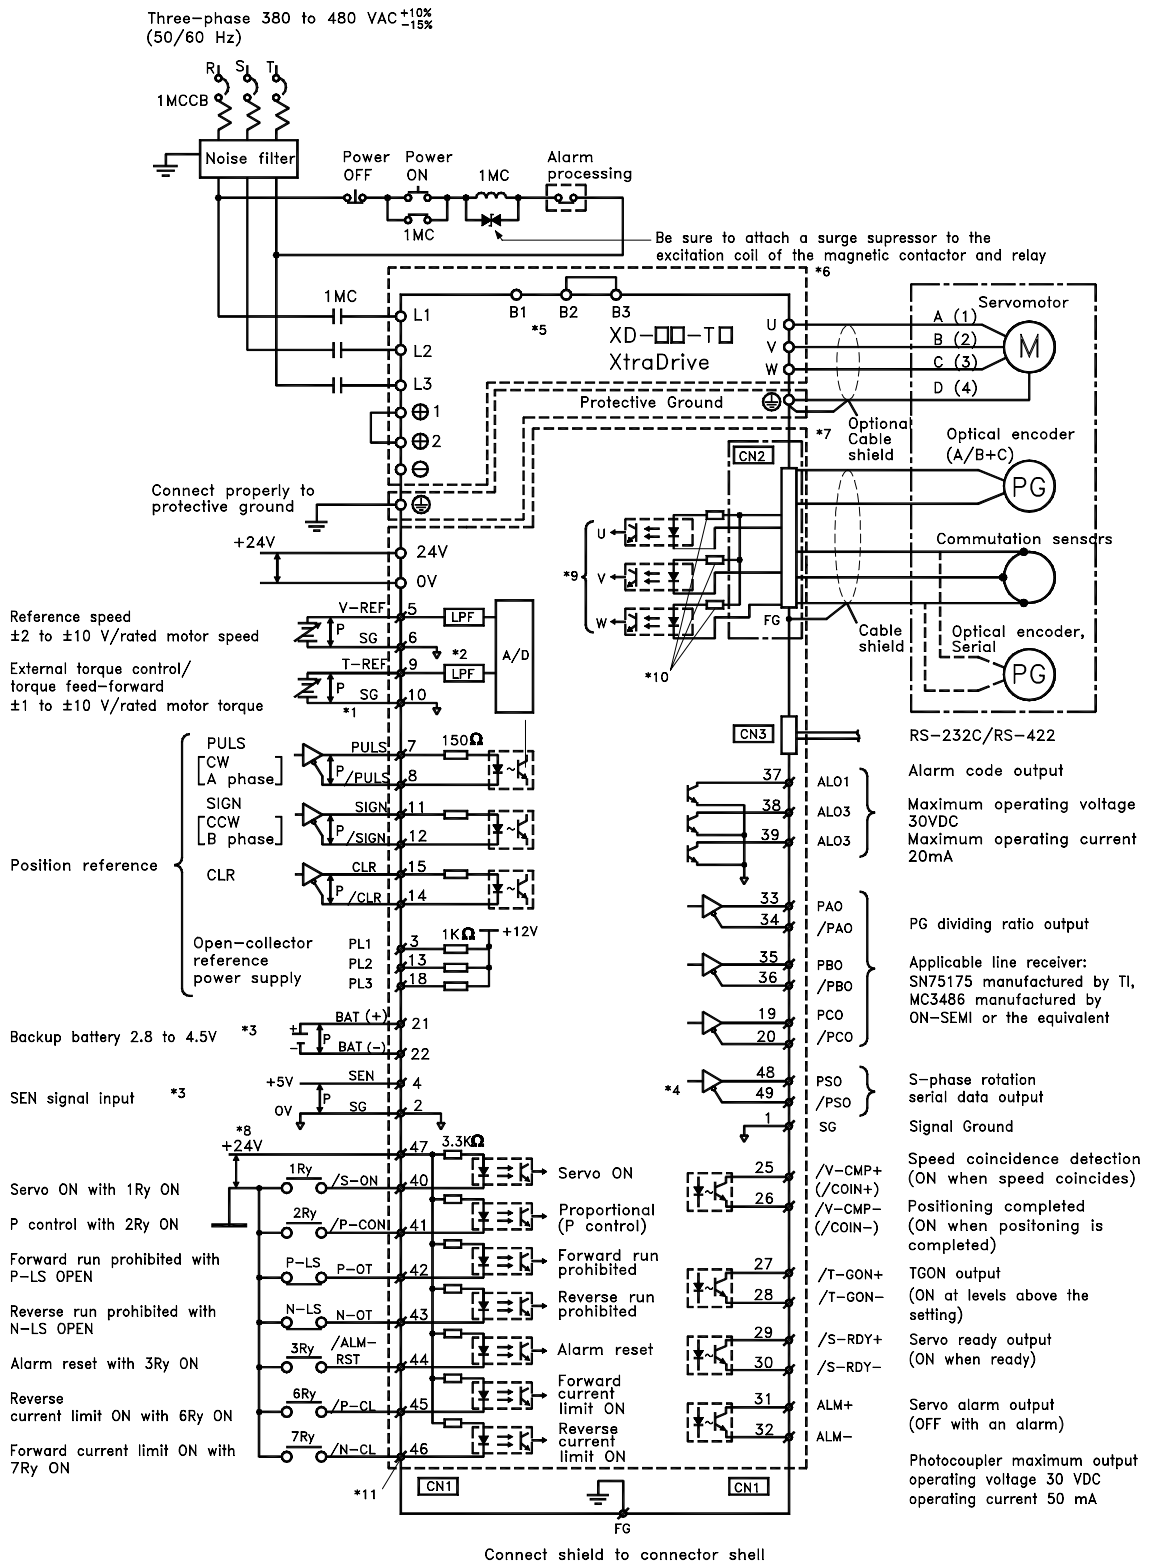 Three-phase 380 to 480 VAC +10% -15%
(50/60 Hz)
R S T
1MCCB
Noise filter
Power OFF
Power ON
1MC
Alarm processing
1MC
Be sure to attach a surge supressor to the
excitation coil of the magnetic contactor and relay
*6
1MC
B1 B2 B3
*5
XD-□□-T□
XtraDrive
L1
L2
L3
⊕1
⊕2
⊖
U
V
W
Protective Ground
A (1)
B (2)
C (3)
D (4)
Servomotor
M
Optional
Cable
shield
*7
Optical encoder
(A/B+C)
PG
CN2
Connect properly to
protective ground
+24V
24V
0V
*9
U
V
W
*10
FG
Commutation sensors
Cable
shield
Optical encoder,
Serial
PG
Reference speed
±2 to ±10 V/rated motor speed
V-REF 5
P
SG 6
LPF
*2
A/D
External torque control/
torque feed-forward
±1 to ±10 V/rated motor torque
T-REF 9
P
SG 10
*1
LPF
CN3
RS-232C/RS-422
Position reference
PULS
CW
A phase
PULS 7
P
/PULS 8
150Ω
SIGN
CCW
B phase
SIGN 11
P
/SIGN 12
CLR
CLR 15
P
/CLR 14
Open-collector
reference
power supply
PL1 3
PL2 13
PL3 18
1KΩ
+12V
37 ALO1
38 ALO3
39 ALO3
Alarm code output
Maximum operating voltage
30VDC
Maximum operating current
20mA
33 PAO
34 /PAO
35 PBO
36 /PBO
19 PCO
20 /PCO
PG dividing ratio output
Applicable line receiver:
SN75175 manufactured by TI,
MC3486 manufactured by
ON-SEMI or the equivalent
Backup battery 2.8 to 4.5V *3
+
-
BAT (+) 21
P
BAT (-) 22
SEN signal input *3
+5V SEN 4
P
0V SG 2
*4
48 PSO
49 /PSO
S-phase rotation
serial data output
1 SG
Signal Ground
*8
+24V
47
3.3KΩ
Servo ON with 1Ry ON
1Ry
/S-ON 40
Servo ON
P control with 2Ry ON
2Ry
/P-CON 41
Proportional
(P control)
Forward run prohibited with
P-LS OPEN
P-LS
P-OT 42
Forward run
prohibited
Reverse run prohibited with
N-LS OPEN
N-LS
N-OT 43
Reverse run
prohibited
Alarm reset with 3Ry ON
3Ry
/ALM-
RST 44
Alarm reset
Reverse
current limit ON with 6Ry ON
6Ry
/P-CL 45
Forward
current
limit ON
Forward current limit ON with
7Ry ON
7Ry
/N-CL 46
Reverse
current
limit ON
*11
25 /V-CMP+
(/COIN+)
26 /V-CMP-
(/COIN-)
Speed coincidence detection
(ON when speed coincides)
Positioning completed
(ON when positoning is
completed)
27 /T-GON+
28 /T-GON-
TGON output
(ON at levels above the
setting)
29 /S-RDY+
30 /S-RDY-
Servo ready output
(ON when ready)
31 ALM+
32 ALM-
Servo alarm output
(OFF with an alarm)
Photocoupler maximum output
operating voltage 30 VDC
operating current 50 mA
CN1
CN1
FG
Connect shield to connector shell